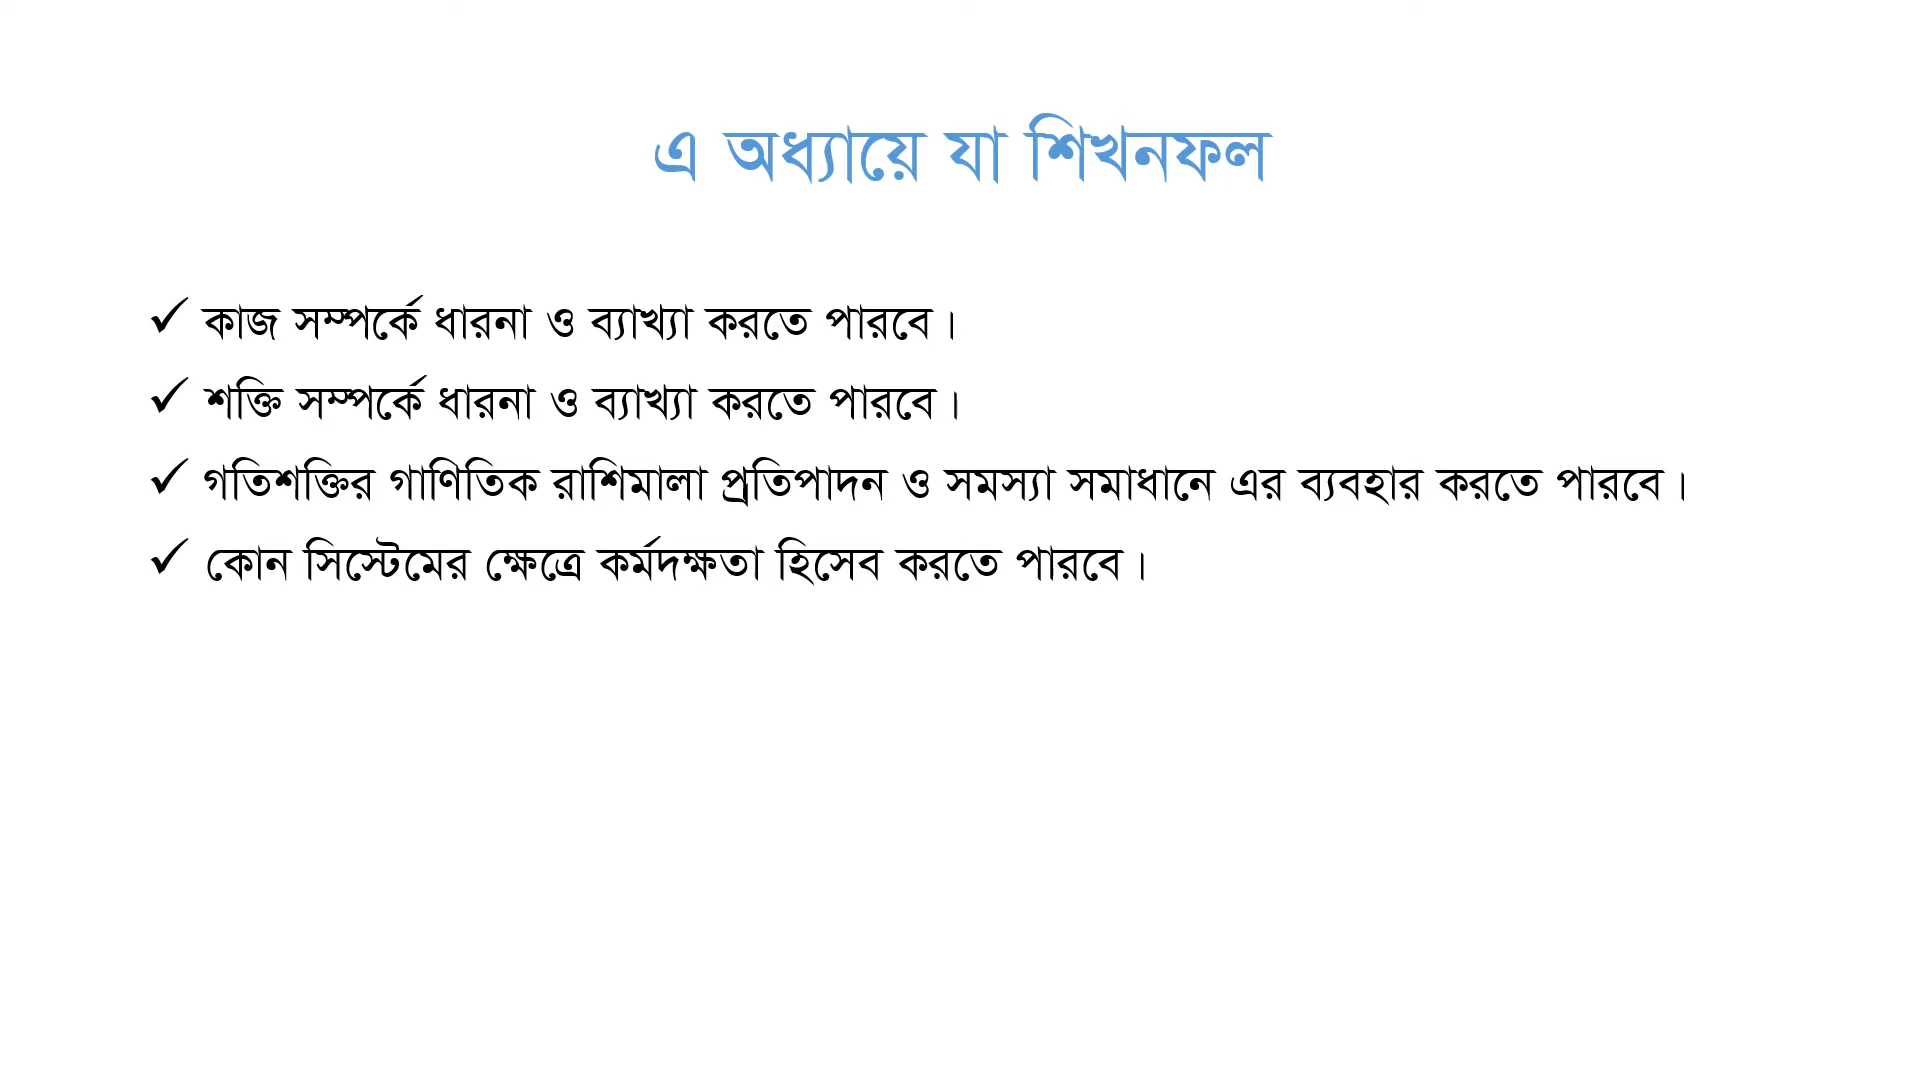 এ অধ্যায়ে যা শিখনফল
✓ কাজ সম্পর্কে ধারনা ও ব্যাখ্যা করতে পারবে।
✓ শক্তি সম্পর্কে ধারনা ও ব্যাখ্যা করতে পারবে।
✓ গতিশক্তির গাণিতিক রাশিমালা প্রতিপাদন ও সমস্যা সমাধানে এর ব্যবহার করতে পারবে।
✓ কোন সিস্টেমের ক্ষেত্রে কর্মদক্ষতা হিসেব করতে পারবে।